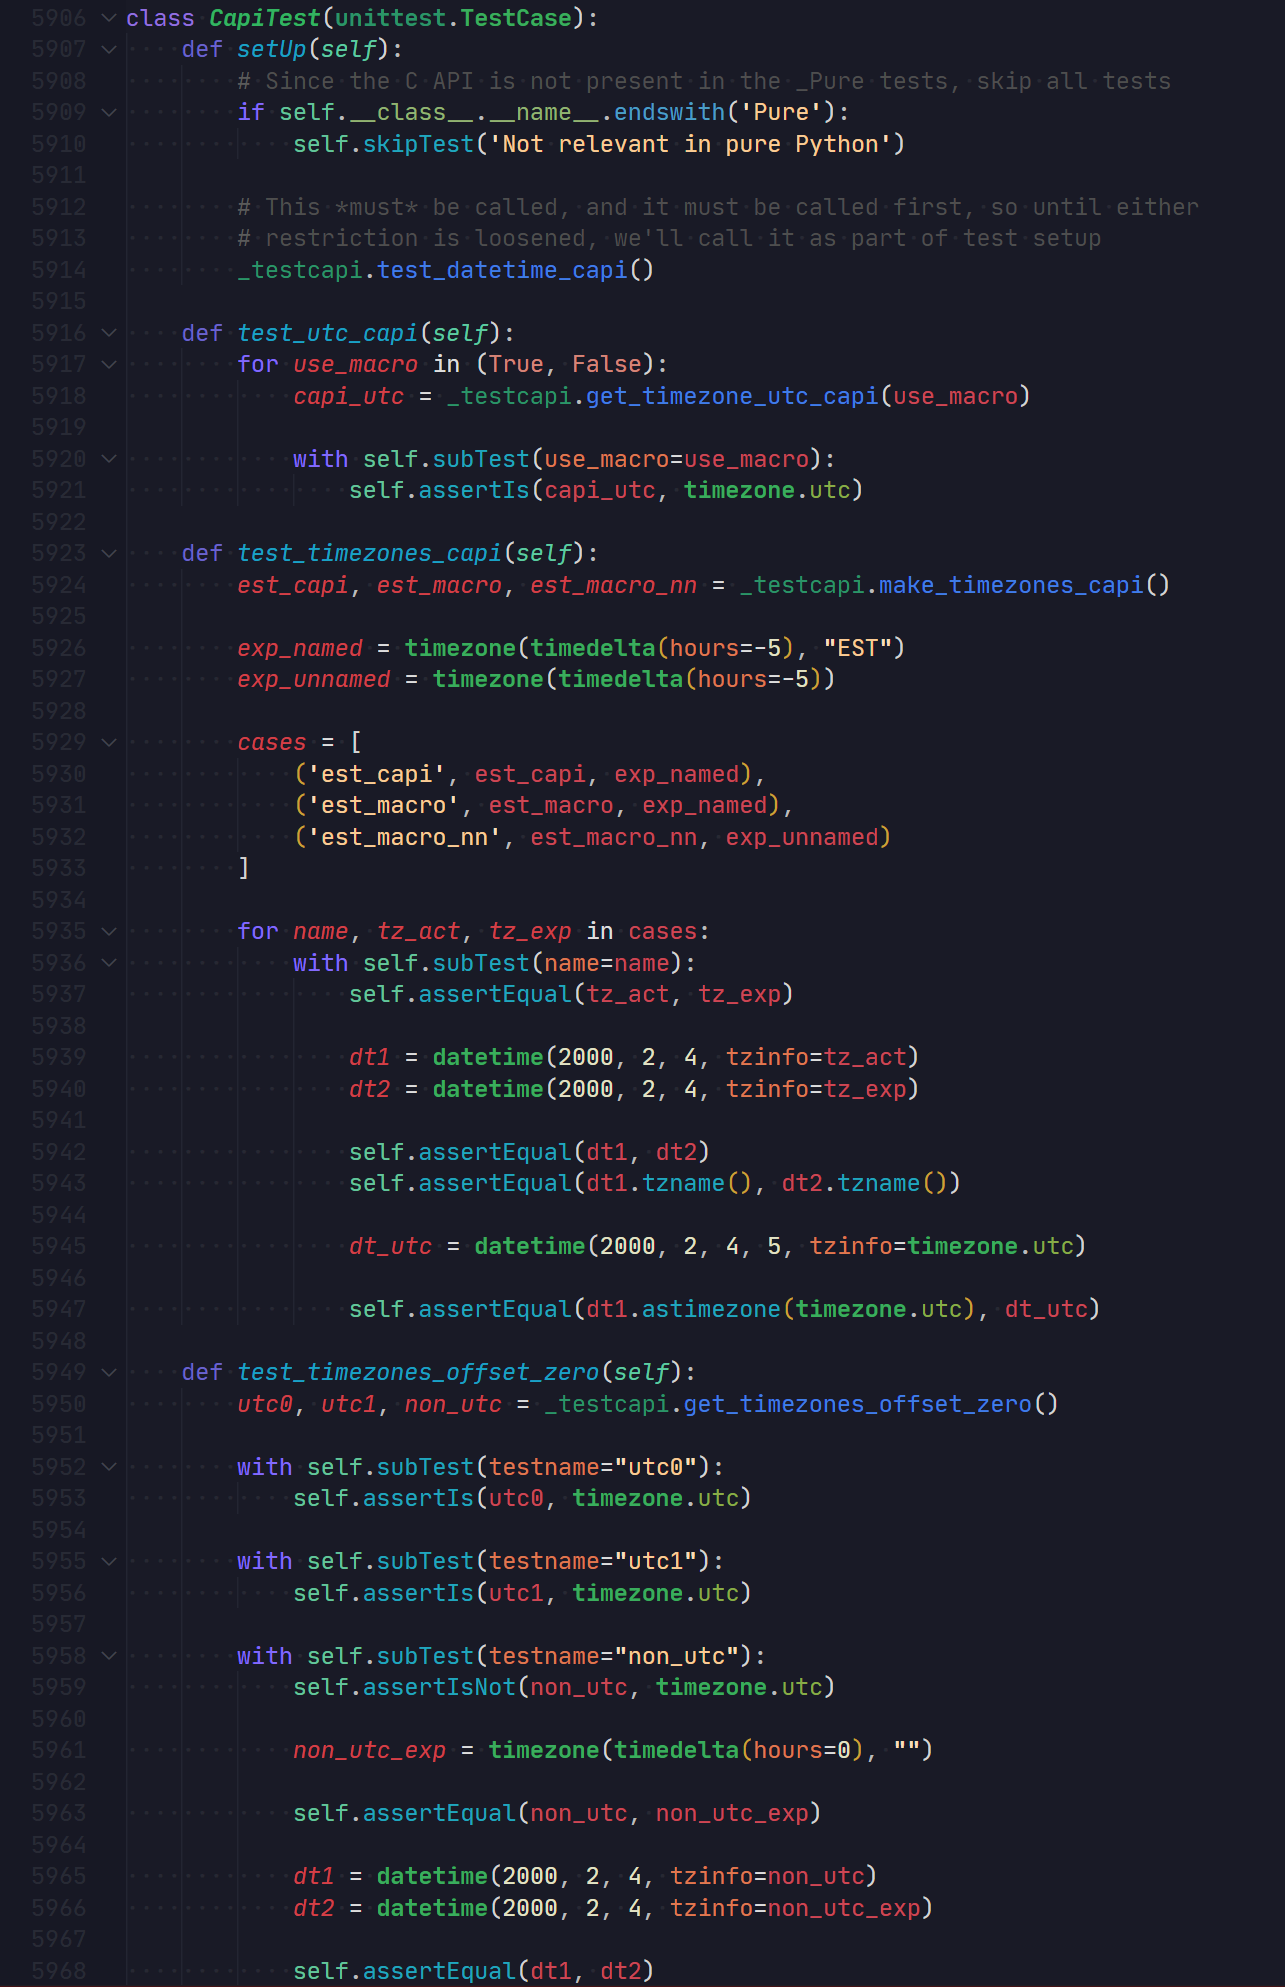 5906 class CapiTest(unittest.TestCase):
5907     def setUp(self):
5908         # Since the C API is not present in the _Pure tests, skip all tests
5909         if self.__class__.__name__.endswith('Pure'):
5910             self.skipTest('Not relevant in pure Python')
5911
5912         # This *must* be called, and it must be called first, so until either
5913         # restriction is loosened, we'll call it as part of test setup
5914         _testcapi.test_datetime_capi()
5915
5916     def test_utc_capi(self):
5917         for use_macro in (True, False):
5918             capi_utc = _testcapi.get_timezone_utc_capi(use_macro)
5919
5920             with self.subTest(use_macro=use_macro):
5921                 self.assertIs(capi_utc, timezone.utc)
5922
5923     def test_timezones_capi(self):
5924         est_capi, est_macro, est_macro_nn = _testcapi.make_timezones_capi()
5925
5926         exp_named = timezone(timedelta(hours=-5), "EST")
5927         exp_unnamed = timezone(timedelta(hours=-5))
5928
5929         cases = [
5930             ('est_capi', est_capi, exp_named),
5931             ('est_macro', est_macro, exp_named),
5932             ('est_macro_nn', est_macro_nn, exp_unnamed)
5933         ]
5934
5935         for name, tz_act, tz_exp in cases:
5936             with self.subTest(name=name):
5937                 self.assertEqual(tz_act, tz_exp)
5938
5939                 dt1 = datetime(2000, 2, 4, tzinfo=tz_act)
5940                 dt2 = datetime(2000, 2, 4, tzinfo=tz_exp)
5941
5942                 self.assertEqual(dt1, dt2)
5943                 self.assertEqual(dt1.tzname(), dt2.tzname())
5944
5945                 dt_utc = datetime(2000, 2, 4, 5, tzinfo=timezone.utc)
5946
5947                 self.assertEqual(dt1.astimezone(timezone.utc), dt_utc)
5948
5949     def test_timezones_offset_zero(self):
5950         utc0, utc1, non_utc = _testcapi.get_timezones_offset_zero()
5951
5952         with self.subTest(testname="utc0"):
5953             self.assertIs(utc0, timezone.utc)
5954
5955         with self.subTest(testname="utc1"):
5956             self.assertIs(utc1, timezone.utc)
5957
5958         with self.subTest(testname="non_utc"):
5959             self.assertIsNot(non_utc, timezone.utc)
5960
5961             non_utc_exp = timezone(timedelta(hours=0), "")
5962
5963             self.assertEqual(non_utc, non_utc_exp)
5964
5965             dt1 = datetime(2000, 2, 4, tzinfo=non_utc)
5966             dt2 = datetime(2000, 2, 4, tzinfo=non_utc_exp)
5967
5968             self.assertEqual(dt1, dt2)